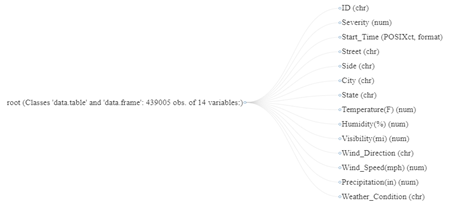 ID (chr)
Severity (num)
Start_Time (POSIXct, format)
Street (chr)
Side (chr)
City (chr)
State (chr)
root (Classes 'data.table' and 'data.frame': 439005 obs. of 14 variables:)
Temperature(F) (num)
Humidity(%) (num)
Visibility(mi) (num)
Wind_Direction (chr)
Wind_Speed(mph) (num)
Precipitation(in) (num)
Weather_Condition (chr)